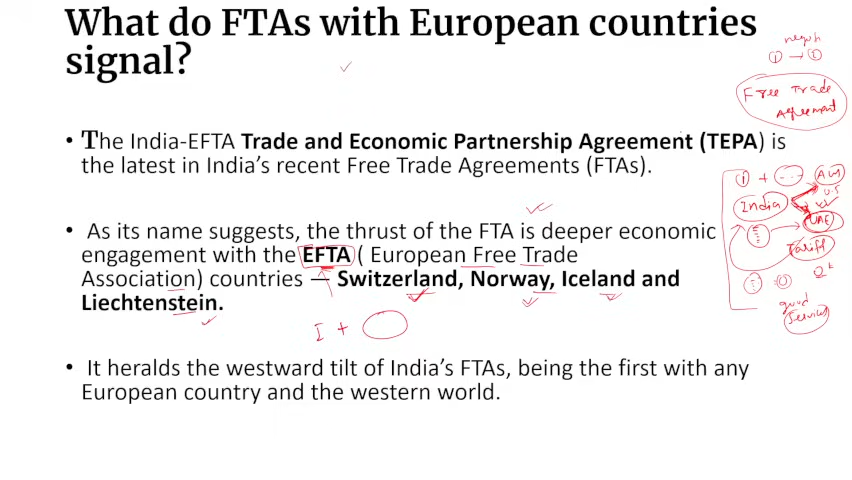 What do FTAs with European countries
signal?
negoti
① → ②
Free Trade
Agreement
• The India-EFTA Trade and Economic Partnership Agreement (TEPA) is
the latest in India's recent Free Trade Agreements (FTAs).
India
U.S
UAE
Tariff
good
Services
• As its name suggests, the thrust of the FTA is deeper economic
engagement with the EFTA ( European Free Trade
Association) countries — Switzerland, Norway, Iceland and
Liechtenstein.
I +
• It heralds the westward tilt of India's FTAs, being the first with any
European country and the western world.